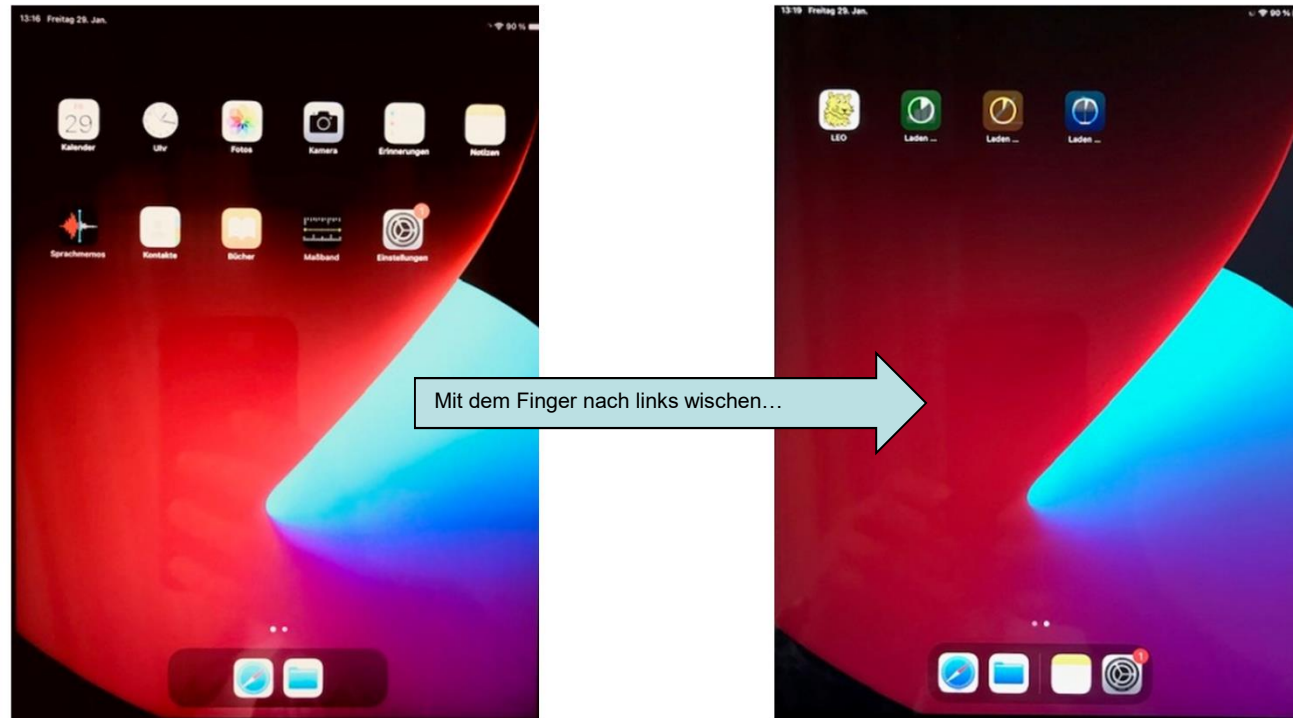 13:16 Freitag 29. Jan.
90 %
29
Kalender
Uhr
Fotos
Kamera
Erinnerungen
Notizen
1
Sprachmemos
Kontakte
Bücher
Maßband
Einstellungen
Mit dem Finger nach links wischen…
13:19 Freitag 29. Jan.
90 %
LEO
Laden ...
Laden ...
Laden ...
1